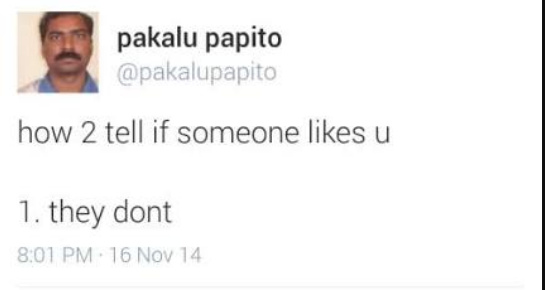 pakalu papito
@pakalupapito
how 2 tell if someone likes u
1. they dont
8:01 PM · 16 Nov 14